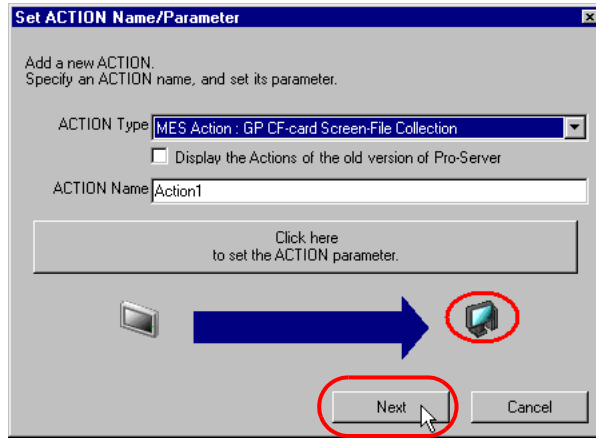 Set ACTION Name/Parameter
Add a new ACTION.
Specify an ACTION name, and set its parameter.
ACTION Type MES Action : GP CF-card Screen-File Collection
Display the Actions of the old version of Pro-Server
ACTION Name Action1
Click here
to set the ACTION parameter.
Next Cancel